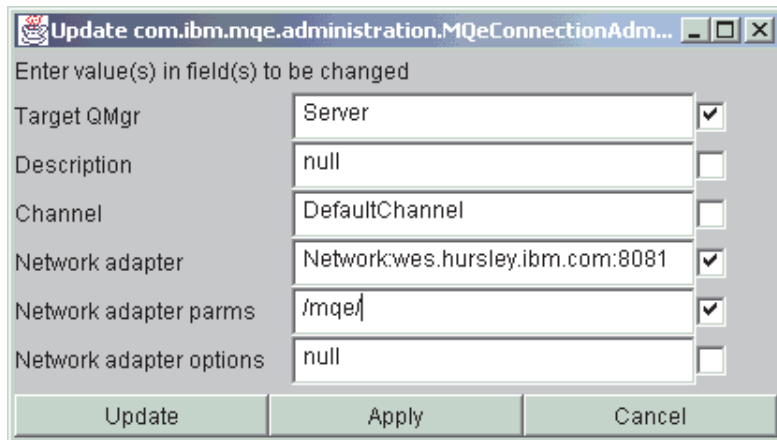 Update com.ibm.mqe.administration.MQeConnectionAdm...
Enter value(s) in field(s) to be changed
Target QMgr Server
Description null
Channel DefaultChannel
Network adapter Network:wes.hursley.ibm.com:8081
Network adapter parms /mqe/
Network adapter options null
Update Apply Cancel